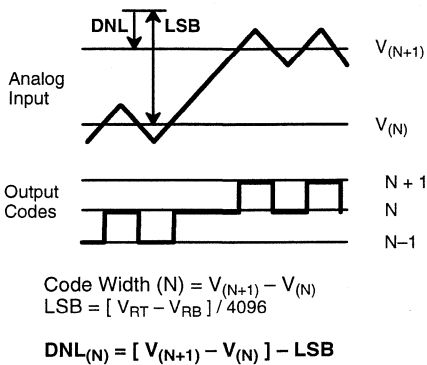 DNL LSB
V(N+1)
Analog
Input
V(N)
Output
Codes
N + 1
N
N–1
Code Width (N) = V(N+1) – V(N)
LSB = [ VRT – VRB ] / 4096
DNL(N) = [ V(N+1) – V(N) ] – LSB